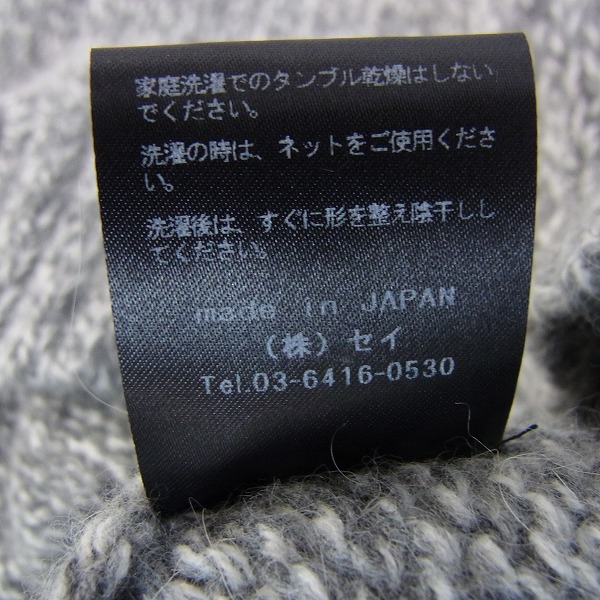 家庭洗濯でのタンブル乾燥はしない
でください。
洗濯の時は、ネットをご使用くださ
い。
洗濯後は、すぐに形を整え陰干しし
てください。
made in JAPAN
(株)セイ
Tel.03-6416-0530